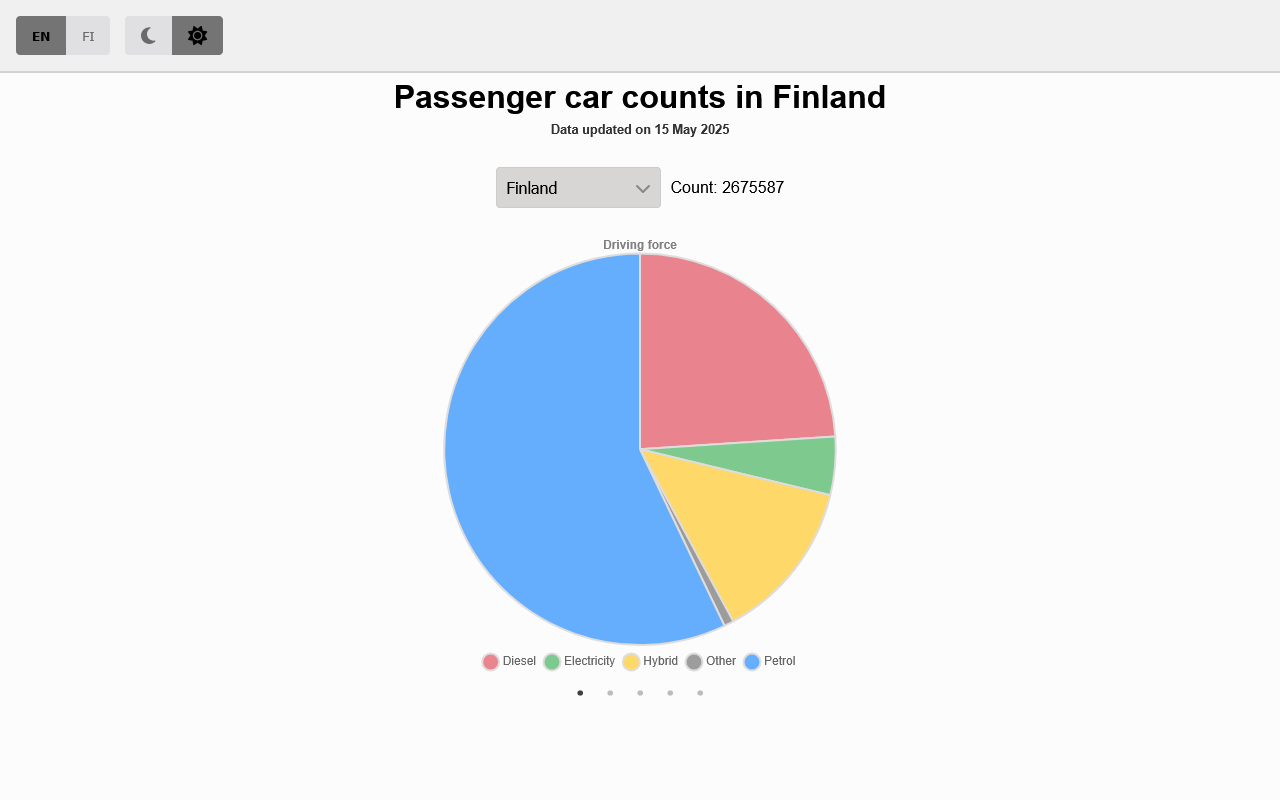 EN FI
Passenger car counts in Finland
Data updated on 15 May 2025
Finland Count: 2675587
Driving force
Diesel Electricity Hybrid Other Petrol